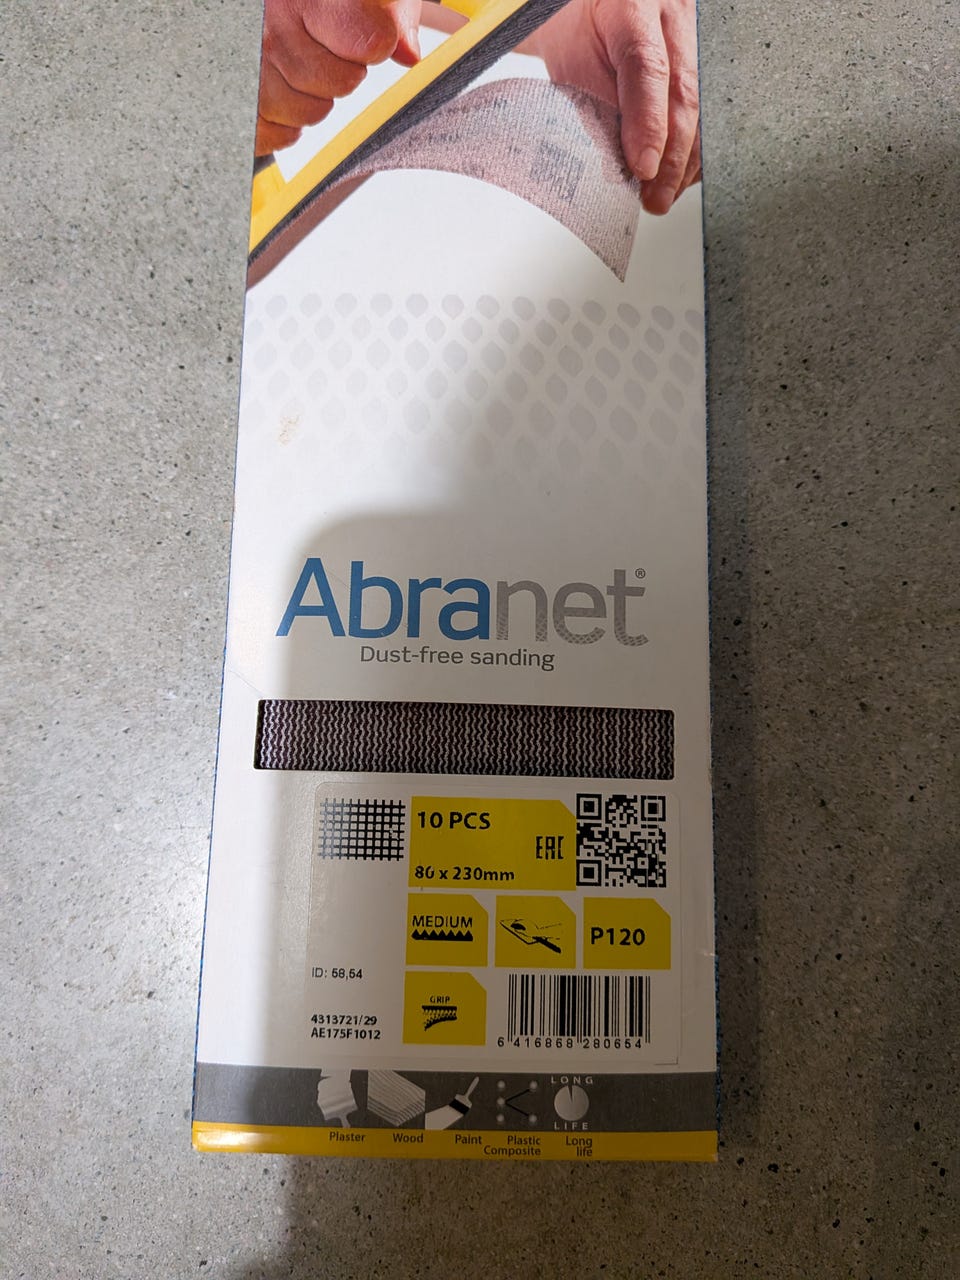 Abranet®
Dust-free sanding
10 PCS
EAC
80 x 230mm
MEDIUM
P120
ID: 58,54
GRIP
4313721/29
AE175F1012
6 416868 280654
LONG
LIFE
Plaster Wood Paint Plastic Composite Long life